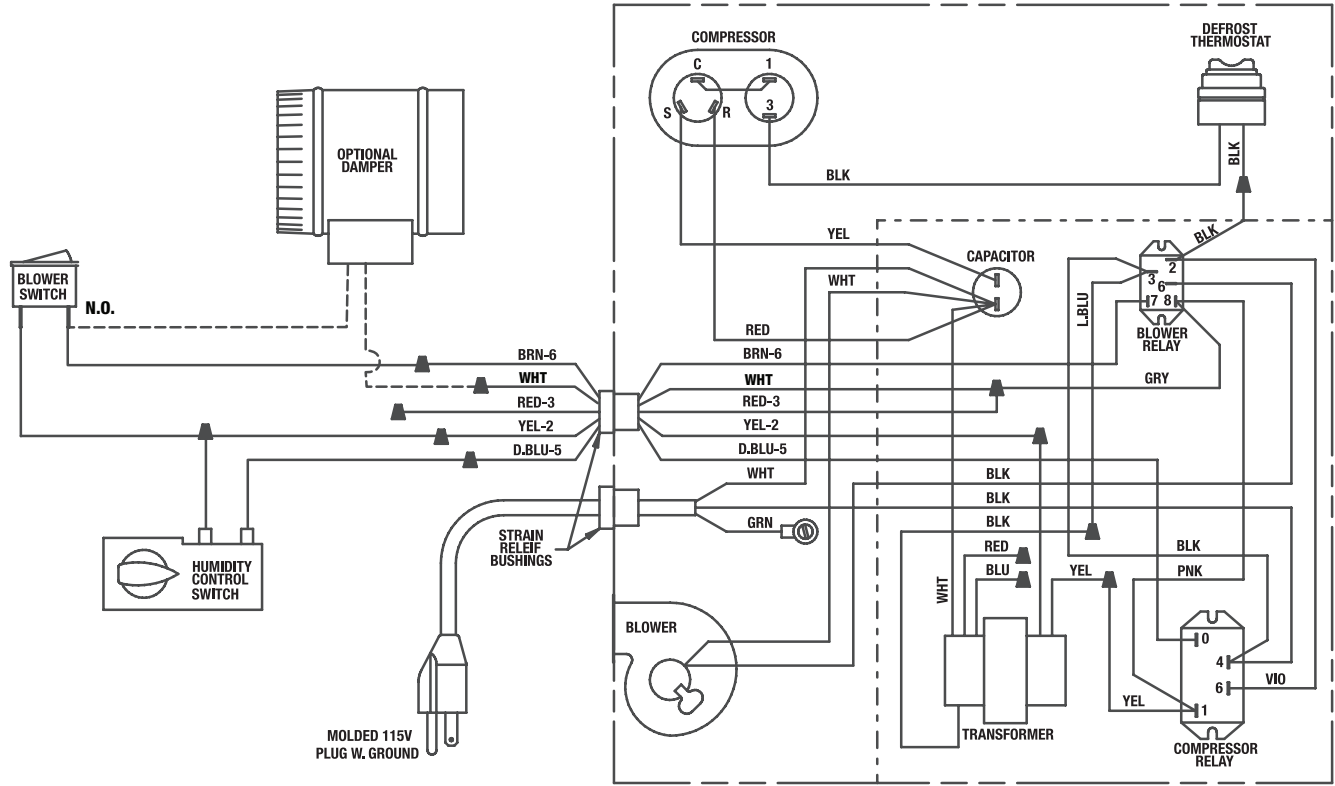 COMPRESSOR
C
1
S
R
3
DEFROST
THERMOSTAT
BLK
BLK
BLK
OPTIONAL
DAMPER
BLOWER
SWITCH
N.O.
YEL
WHT
RED
CAPACITOR
L.BLU
2
3
6
7
8
BLOWER
RELAY
BRN-6
WHT
RED-3
YEL-2
D.BLU-5
BRN-6
WHT
RED-3
YEL-2
D.BLU-5
GRY
WHT
GRN
BLK
BLK
BLK
STRAIN
RELEIF
BUSHINGS
HUMIDITY
CONTROL
SWITCH
RED
BLU
YEL
WHT
BLK
PNK
BLOWER
0
4
6
1
VIO
YEL
TRANSFORMER
COMPRESSOR
RELAY
MOLDED 115V
PLUG W. GROUND